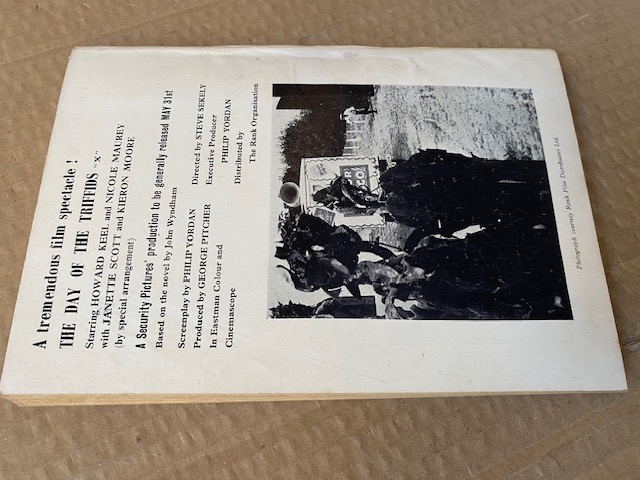 A tremendous film spectacle!
THE DAY OF THE TRIFFIDS "X"
Starring HOWARD KEEL and NICOLE MAUREY
with JANETTE SCOTT and KIERON MOORE
(by special arrangement)
A Security Pictures' production to be generally released MAY 31st
Based on the novel by John Wyndham
Screenplay by PHILIP YORDAN
Produced by GEORGE PITCHER
In Eastman Colour and
Cinemascope
Directed by STEVE SEKELY
Executive Producer
PHILIP YORDAN
Distributed by
The Rank Organisation
Photograph courtesy Rank Film Distributors Ltd.